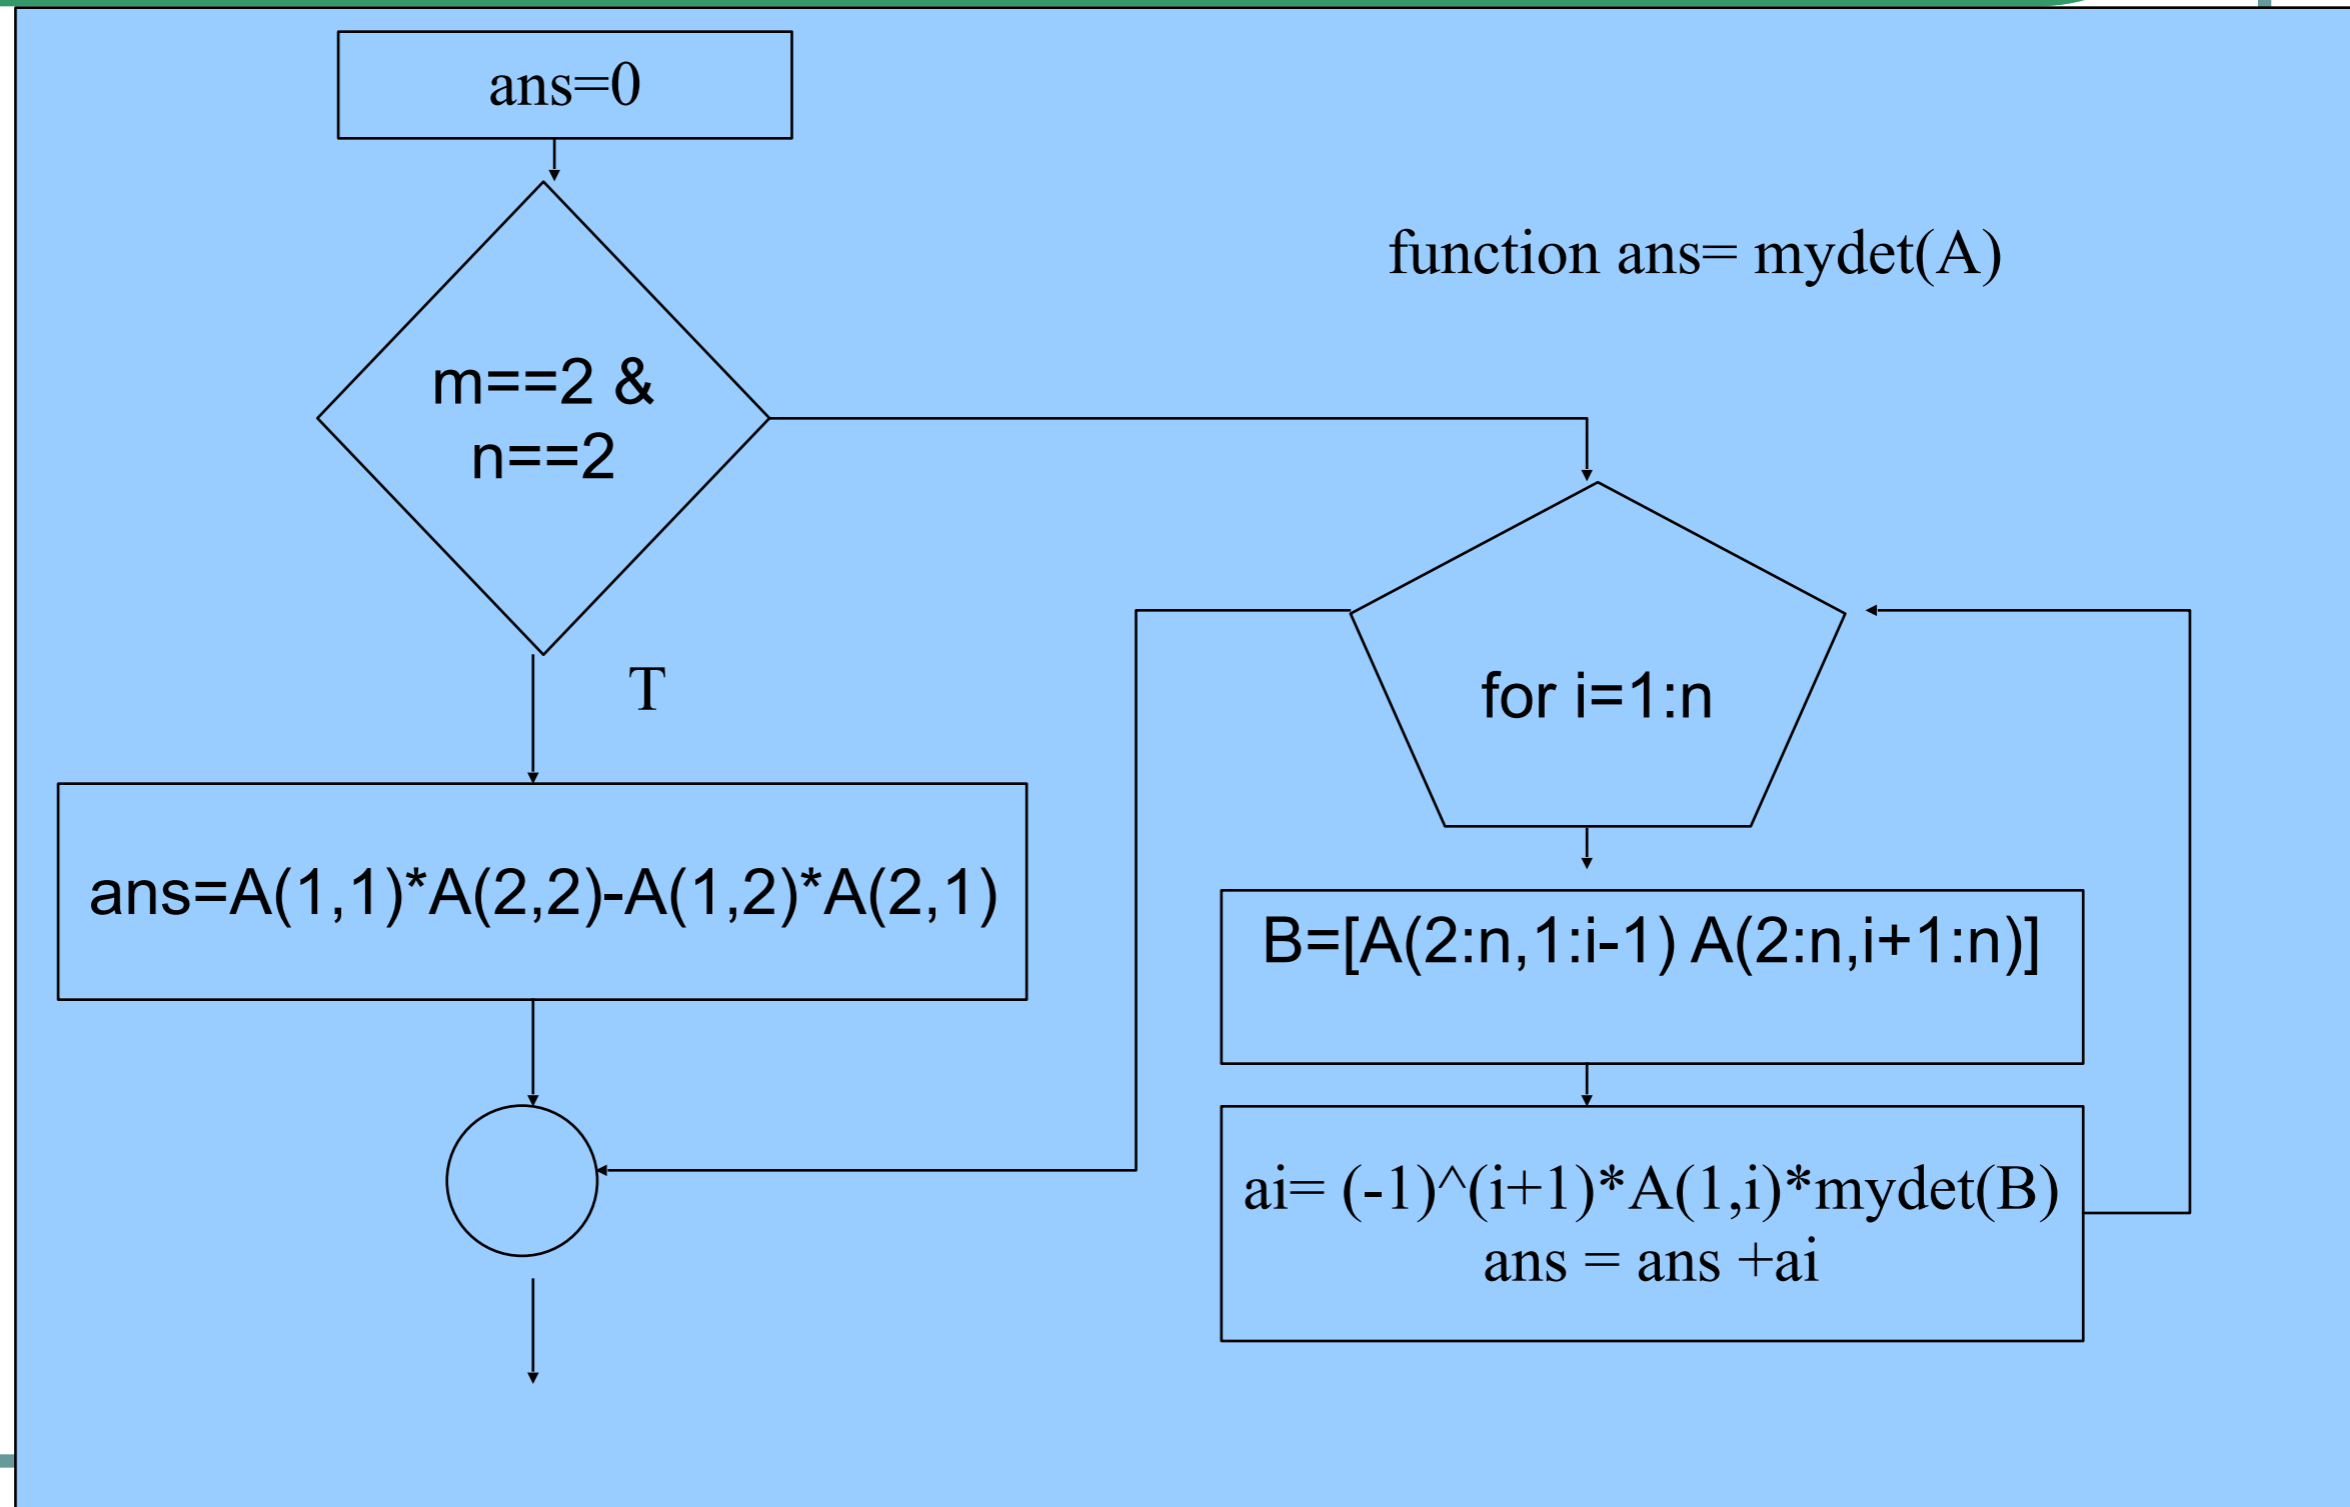 ans=0
function ans= mydet(A)
m==2 &
n==2
T
for i=1:n
ans=A(1,1)*A(2,2)-A(1,2)*A(2,1)
B=[A(2:n,1:i-1) A(2:n,i+1:n)]
ai= (-1)^(i+1)*A(1,i)*mydet(B)
ans = ans +ai